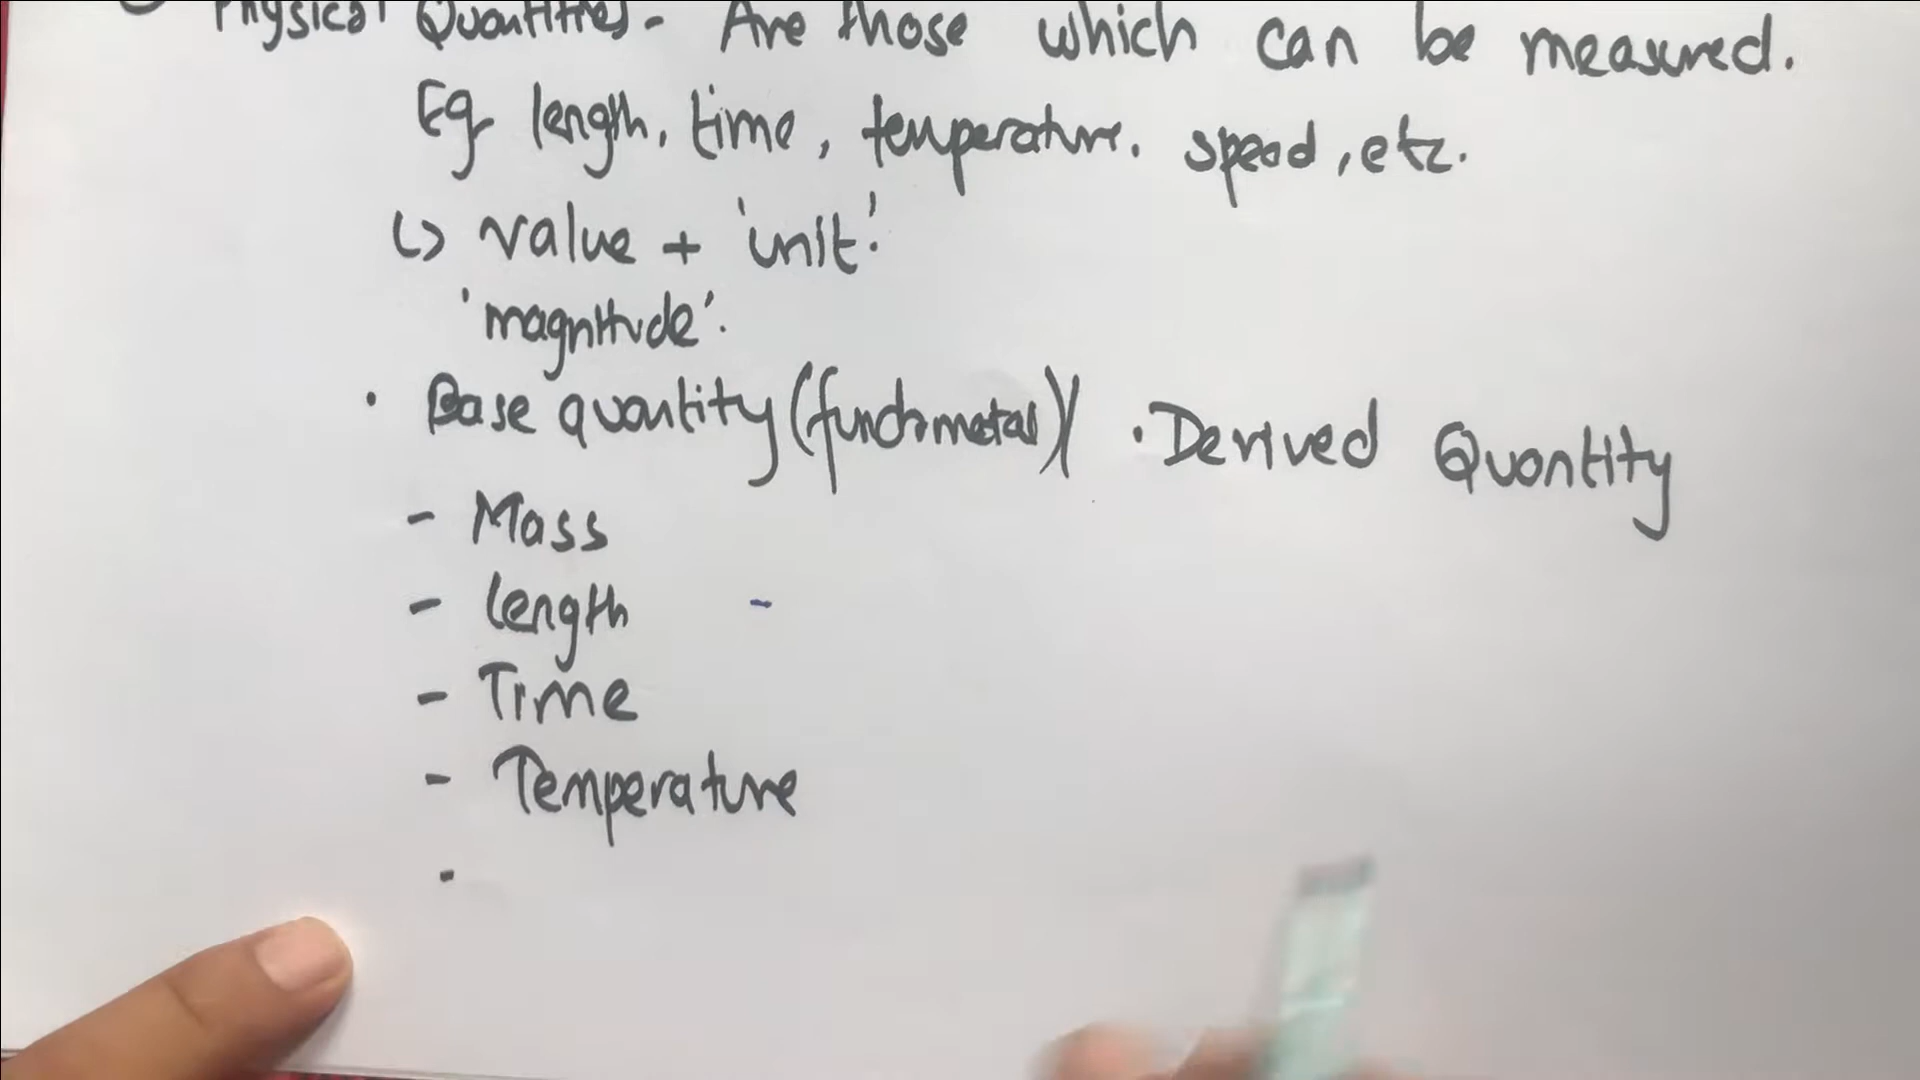 Physical Quantities - Are those which can be measured.
Eg length, time, temperature. speed, etc.
↳ value + 'unit'.
'magnitude'.
· Base quantity (fundametal) · Derived Quantity
- Mass
- length -
- Time
- Temperature
-